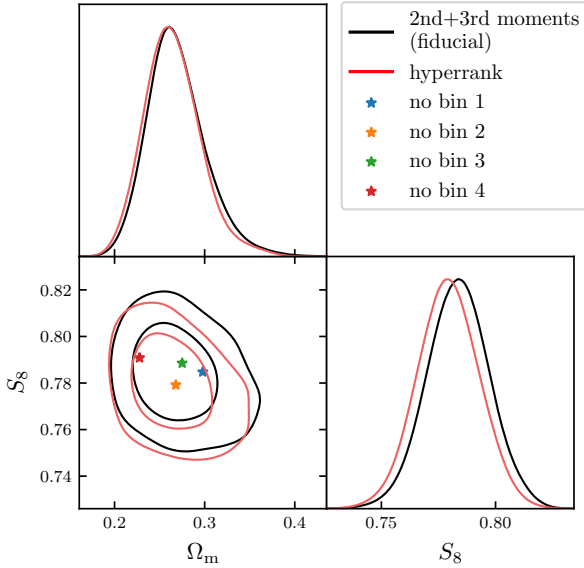 2nd+3rd moments
(fiducial)
hyperrank
no bin 1
no bin 2
no bin 3
no bin 4
0.82
0.80
0.78
0.76
0.74
S₈
0.2
0.3
0.4
Ωₘ
0.75
0.80
S₈